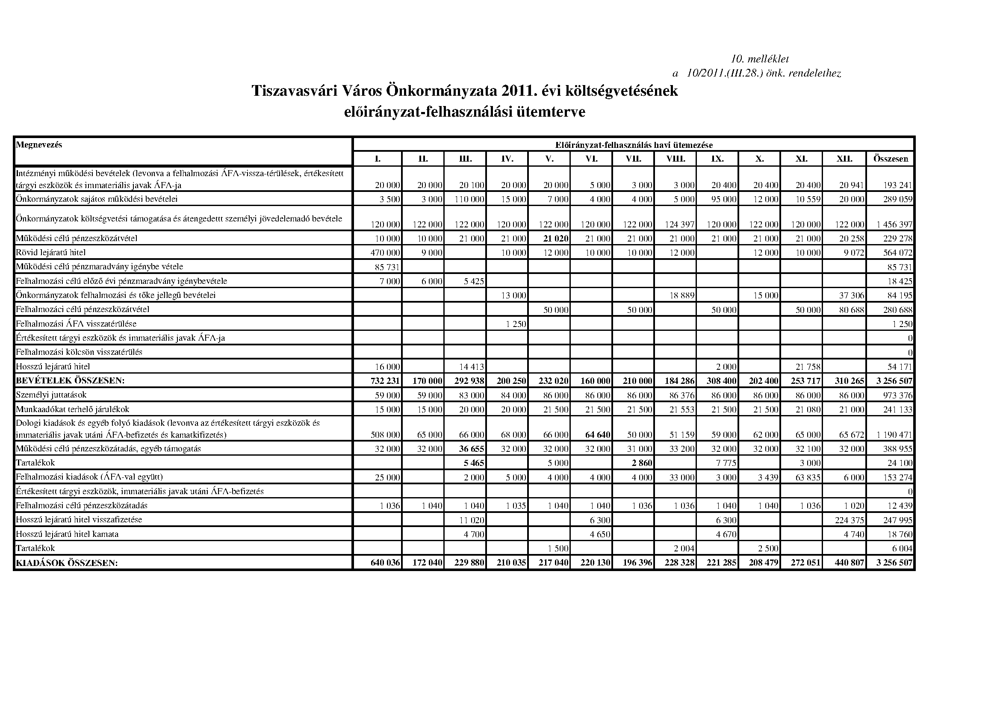 10. melléklet
a 10/2011.(III.28.) önk. rendelethez
Tiszavasvári Város Önkormányzata 2011. évi költségvetésének
előirányzat-felhasználási ütemterve
Megnevezés Előirányzat-felhasználás havi ütemezése
I. II. III. IV. V. VI. VII. VIII. IX. X. XI. XII. Összesen
Intézményi működési bevételek (levonva a felhalmozási ÁFA-vissza-térülések, értékesített
tárgyi eszközök és immateriális javak ÁFA-ja 20 000 20 000 20 100 20 000 20 000 5 000 3 000 3 000 20 400 20 400 20 400 20 941 193 241
Önkormányzatok sajátos működési bevételei 3 500 3 000 110 000 15 000 7 000 4 000 4 000 5 000 95 000 12 000 10 559 20 000 289 059
Önkormányzatok költségvetési támogatása és átengedettt személyi jövedelemadó bevétele 120 000 122 000 122 000 120 000 122 000 120 000 122 000 124 397 120 000 122 000 120 000 122 000 1 456 397
Működési célú pénzeszközátvétel 10 000 10 000 21 000 21 000 21 020 21 000 21 000 21 000 21 000 21 000 21 000 20 258 229 278
Rövid lejáratú hitel 470 000 9 000 10 000 12 000 10 000 10 000 12 000 12 000 10 000 9 072 564 072
Működési célú pénzmaradvány igénybe vétele 85 731 85 731
Felhalmozási célú előző évi pénzmaradvány igénybevétele 7 000 6 000 5 425 18 425
Önkormányzatok felhalmozási és tőke jellegű bevételei 13 000 18 889 15 000 37 306 84 195
Felhalmozáci célú pénzeszközátvétel 50 000 50 000 50 000 50 000 80 688 280 688
Felhalmozási ÁFA visszatérülése 1 250 1 250
Értékesített tárgyi eszközök és immateriális javak ÁFA-ja 0
Felhalmozási kölcsön visszatérülés 0
Hosszú lejáratú hitel 16 000 14 413 2 000 21 758 54 171
BEVÉTELEK ÖSSZESEN: 732 231 170 000 292 938 200 250 232 020 160 000 210 000 184 286 308 400 202 400 253 717 310 265 3 256 507
Személyi juttatások 59 000 59 000 83 000 84 000 86 000 86 000 86 000 86 376 86 000 86 000 86 000 86 000 973 376
Munkaadókat terhelő járulékok 15 000 15 000 20 000 20 000 21 500 21 500 21 500 21 553 21 500 21 500 21 080 21 000 241 133
Dologi kiadások és egyéb folyó kiadások (levonva az értékesített tárgyi eszközök és
immateriális javak utáni ÁFA-befizetés és kamatkifizetés) 508 000 65 000 66 000 68 000 66 000 64 640 50 000 51 159 59 000 62 000 65 000 65 672 1 190 471
Működési célú pénzeszközátadás, egyéb támogatás 32 000 32 000 36 655 32 000 32 000 32 000 31 000 33 200 32 000 32 000 32 100 32 000 388 955
Tartalékok 5 465 5 000 2 860 7 775 3 000 24 100
Felhalmozási kiadások (ÁFA-val együtt) 25 000 2 000 5 000 4 000 4 000 4 000 33 000 3 000 3 439 63 835 6 000 153 274
Értékesített tárgyi eszközök, immateriális javak utáni ÁFA-befizetés 0
Felhalmozási célú pénzeszközátadás 1 036 1 040 1 040 1 035 1 040 1 040 1 036 1 036 1 040 1 040 1 036 1 020 12 439
Hosszú lejáratú hitel visszafizetése 11 020 6 300 6 300 224 375 247 995
Hosszú lejáratú hitel kamata 4 700 4 650 4 670 4 740 18 760
Tartalékok 1 500 2 004 2 500 6 004
KIADÁSOK ÖSSZESEN: 640 036 172 040 229 880 210 035 217 040 220 130 196 396 228 328 221 285 208 479 272 051 440 807 3 256 507